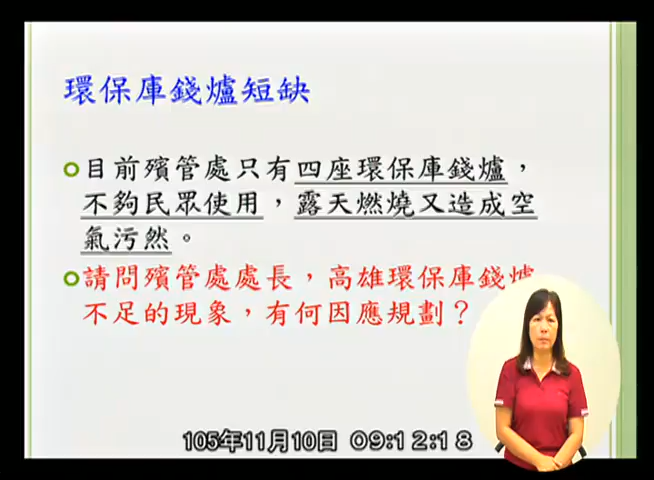 環保庫錢爐短缺
目前殯管處只有四座環保庫錢爐，
不夠民眾使用，露天燃燒又造成空
氣污然。
請問殯管處處長，高雄環保庫錢爐
不足的現象，有何因應規劃？
105年11月10日 09:12:18